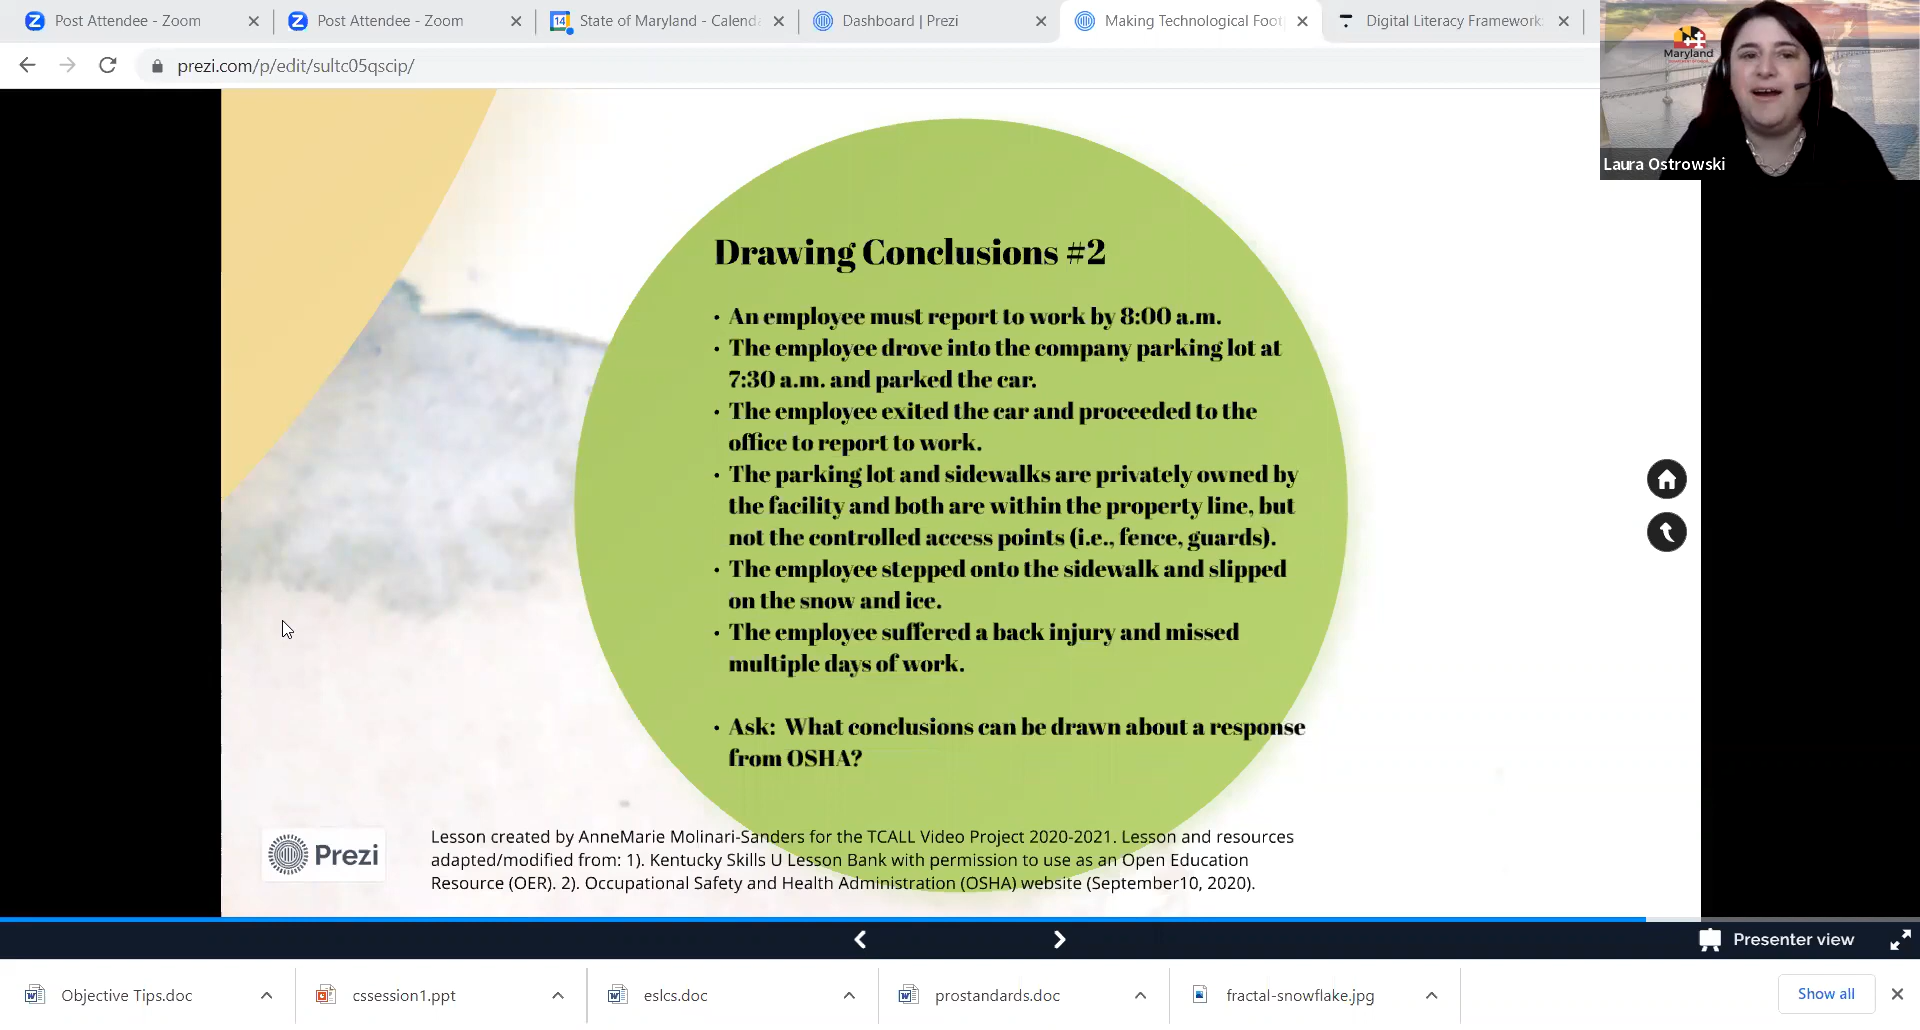 Post Attendee - Zoom
Post Attendee - Zoom
14
State of Maryland - Calend
Dashboard | Prezi
Making Technological Foot
Digital Literacy Framework
prezi.com/p/edit/sultc05qscip/
Maryland
Laura Ostrowski
Drawing Conclusions #2
• An employee must report to work by 8:00 a.m.
• The employee drove into the company parking lot at
7:30 a.m. and parked the car.
• The employee exited the car and proceeded to the
office to report to work.
• The parking lot and sidewalks are privately owned by
the facility and both are within the property line, but
not the controlled access points (i.e., fence, guards).
• The employee stepped onto the sidewalk and slipped
on the snow and ice.
• The employee suffered a back injury and missed
multiple days of work.
• Ask:  What conclusions can be drawn about a response
from OSHA?
Prezi
Lesson created by AnneMarie Molinari-Sanders for the TCALL Video Project 2020-2021. Lesson and resources
adapted/modified from: 1). Kentucky Skills U Lesson Bank with permission to use as an Open Education
Resource (OER). 2). Occupational Safety and Health Administration (OSHA) website (September10, 2020).
Presenter view
Objective Tips.doc
cssession1.ppt
eslcs.doc
prostandards.doc
fractal-snowflake.jpg
Show all